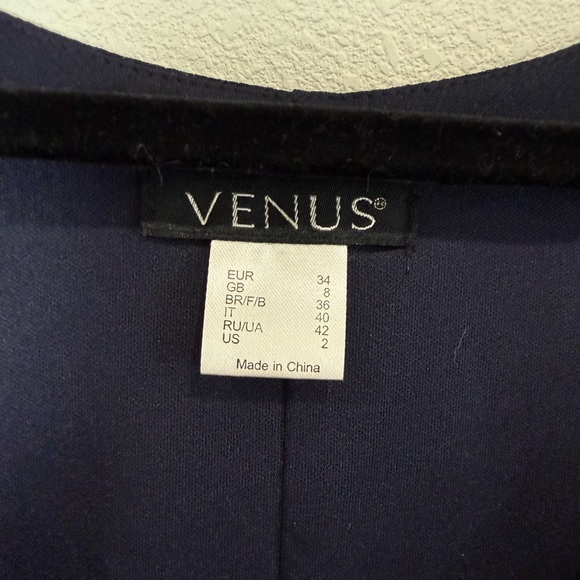 VENUS®
EUR 34
GB 8
BR/F/B 36
IT 40
RU/UA 42
US 2
Made in China